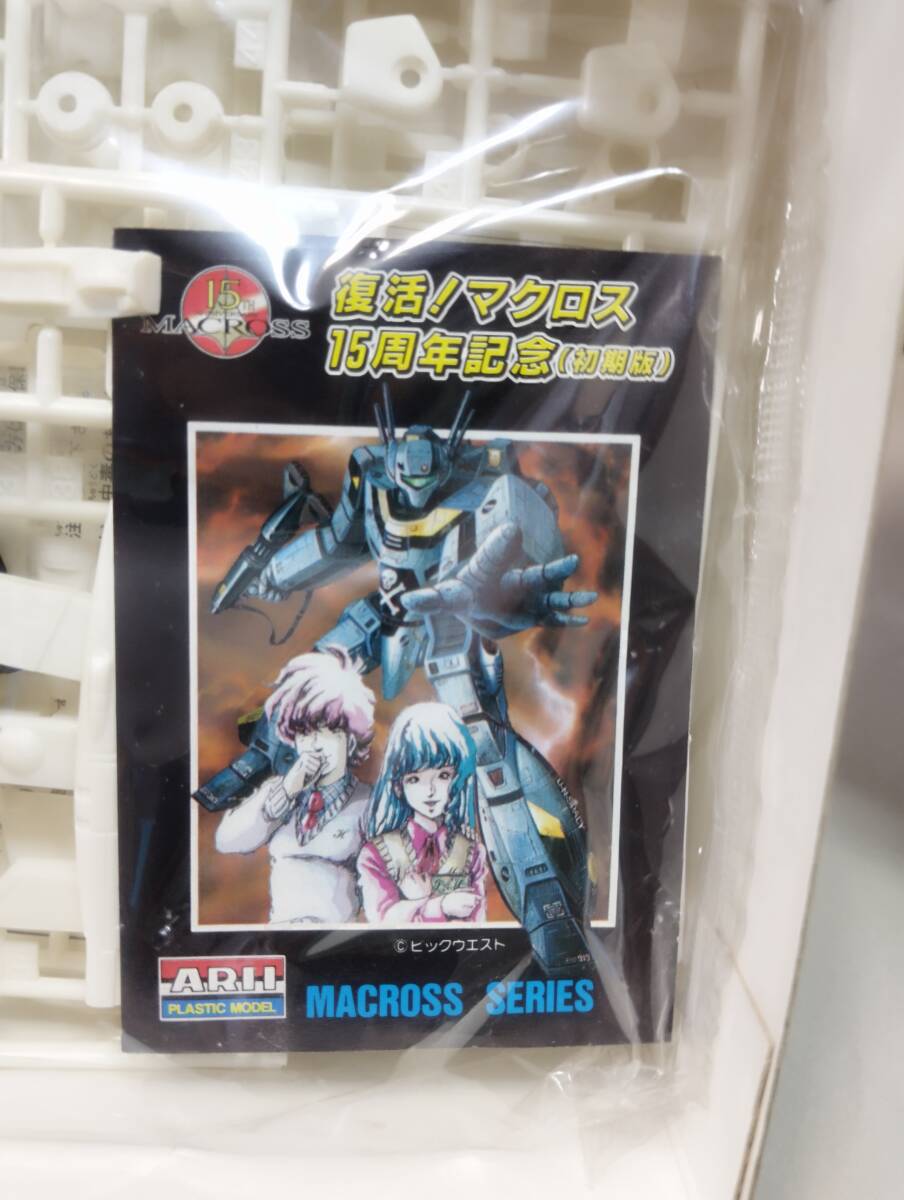 15TH
MACROSS
復活!マクロス
15周年記念(初期版)
©ビックウエスト
ARII
PLASTIC MODEL
MACROSS SERIES
注